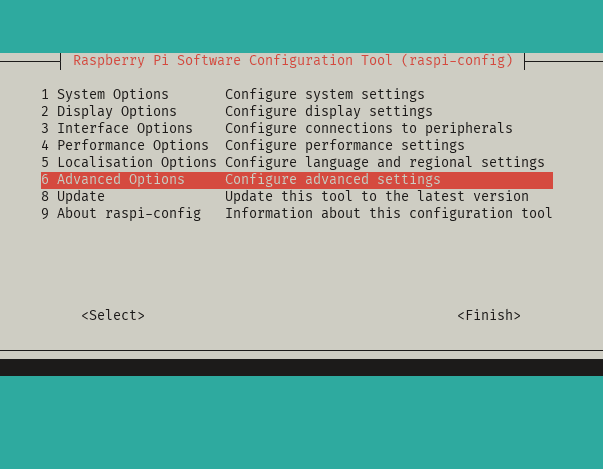 Raspberry Pi Software Configuration Tool (raspi-config)
1 System Options       Configure system settings
2 Display Options      Configure display settings
3 Interface Options    Configure connections to peripherals
4 Performance Options  Configure performance settings
5 Localisation Options Configure language and regional settings
6 Advanced Options     Configure advanced settings
8 Update               Update this tool to the latest version
9 About raspi-config   Information about this configuration tool
<Select>                                       <Finish>